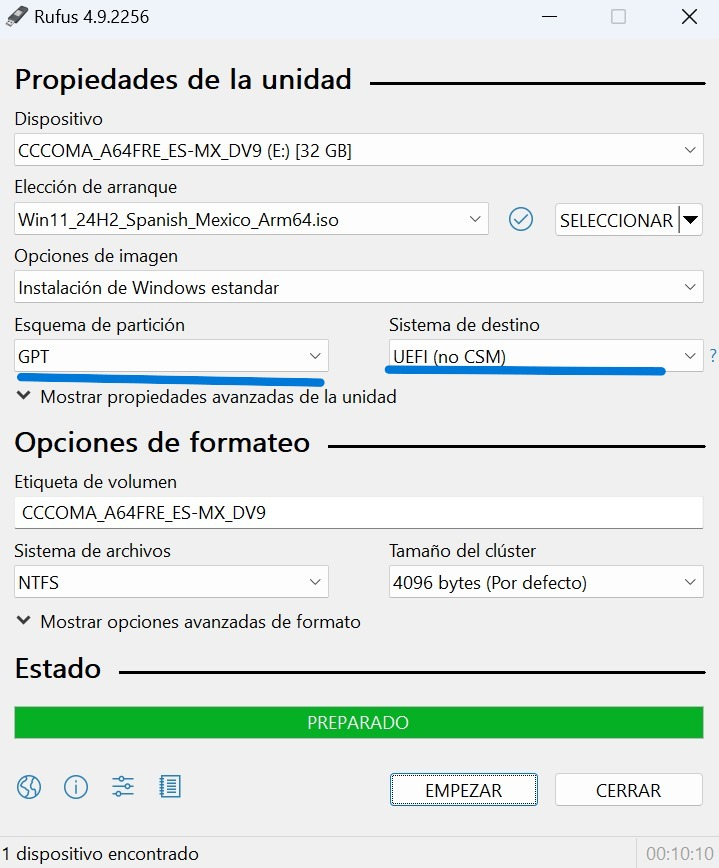 Rufus 4.9.2256
Propiedades de la unidad
Dispositivo
CCCOMA_A64FRE_ES-MX_DV9 (E:) [32 GB]
Elección de arranque
Win11_24H2_Spanish_Mexico_Arm64.iso
SELECCIONAR
Opciones de imagen
Instalación de Windows estandar
Esquema de partición
Sistema de destino
GPT
UEFI (no CSM)
?
Mostrar propiedades avanzadas de la unidad
Opciones de formateo
Etiqueta de volumen
CCCOMA_A64FRE_ES-MX_DV9
Sistema de archivos
Tamaño del clúster
NTFS
4096 bytes (Por defecto)
Mostrar opciones avanzadas de formato
Estado
PREPARADO
EMPEZAR
CERRAR
1 dispositivo encontrado
00:10:10